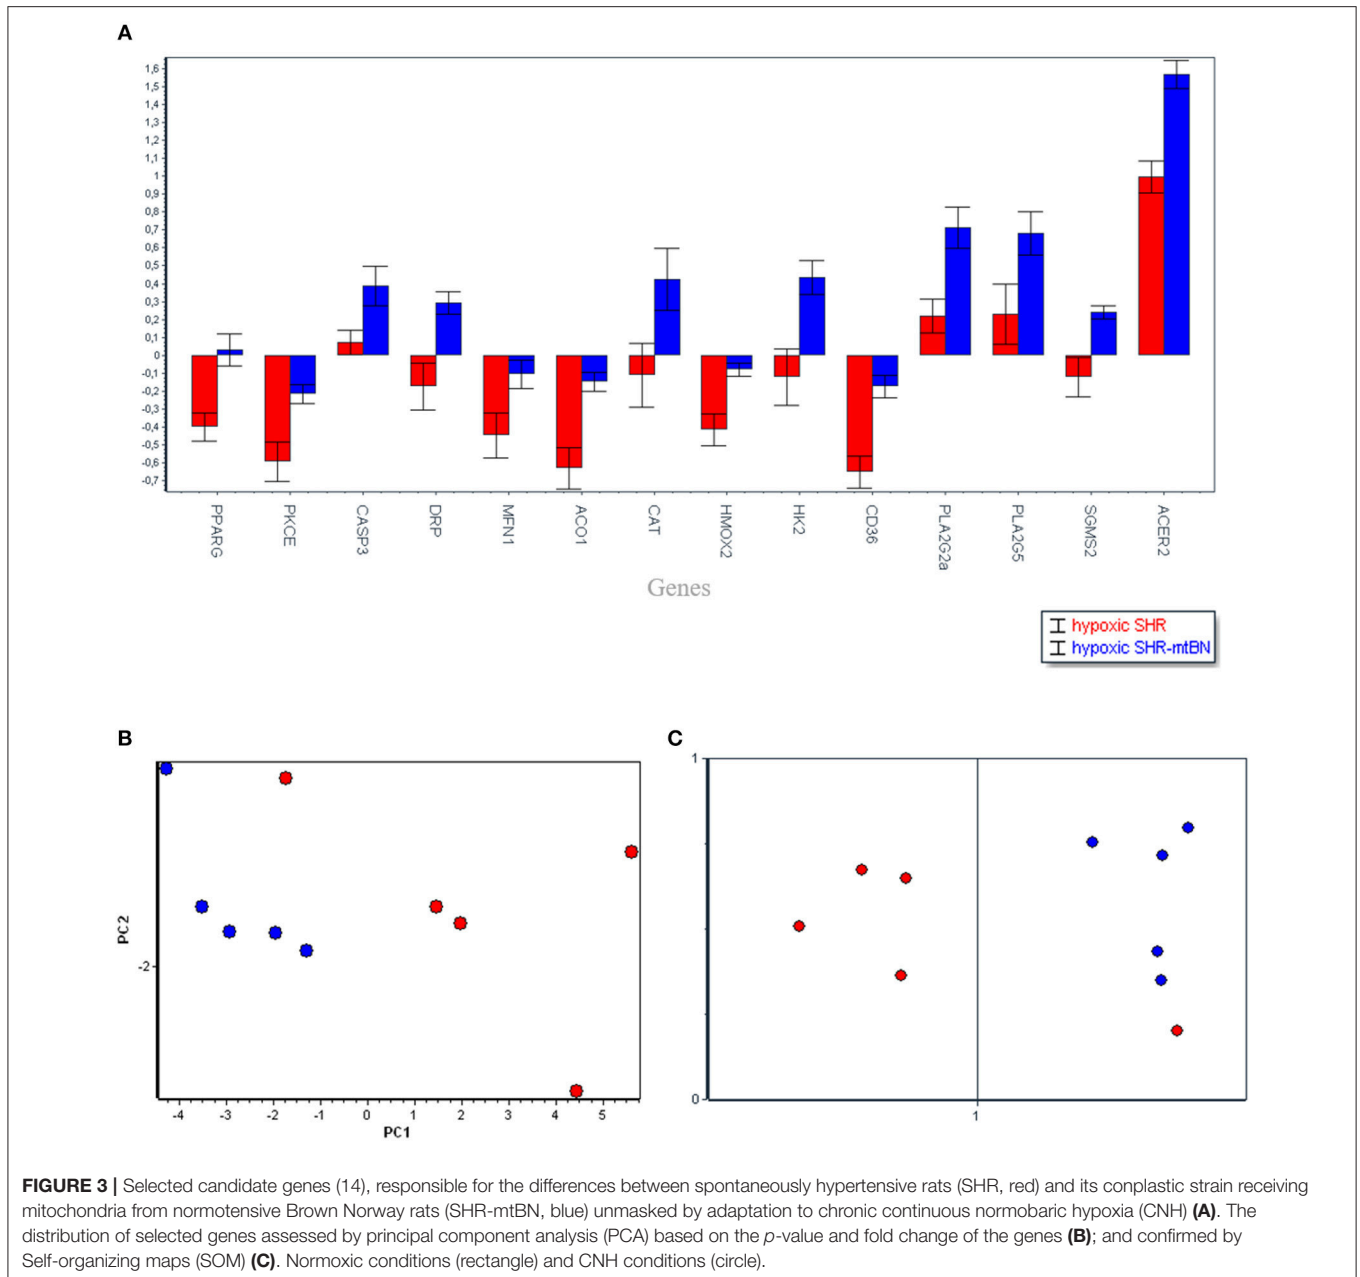 A
1,6
1,5
1,4
1,3
1,2
1,1
1
0,9
0,8
0,7
0,6
0,5
0,4
0,3
0,2
0,1
0
-0,1
-0,2
-0,3
-0,4
-0,5
-0,6
-0,7
PPARG
PKCE
CASP3
DRP
MFN1
ACO1
CAT
HMOX2
HK2
CD36
PLA2G2a
PLA2G5
SGMS2
ACER2
Genes
hypoxic SHR
hypoxic SHR-mtBN
B
PC2
-2
-4 -3 -2 -1 0 1 2 3 4 5
PC1
C
1
0
1
FIGURE 3 | Selected candidate genes (14), responsible for the differences between spontaneously hypertensive rats (SHR, red) and its conplastic strain receiving
mitochondria from normotensive Brown Norway rats (SHR-mtBN, blue) unmasked by adaptation to chronic continuous normobaric hypoxia (CNH) (A). The
distribution of selected genes assessed by principal component analysis (PCA) based on the p-value and fold change of the genes (B); and confirmed by
Self-organizing maps (SOM) (C). Normoxic conditions (rectangle) and CNH conditions (circle).